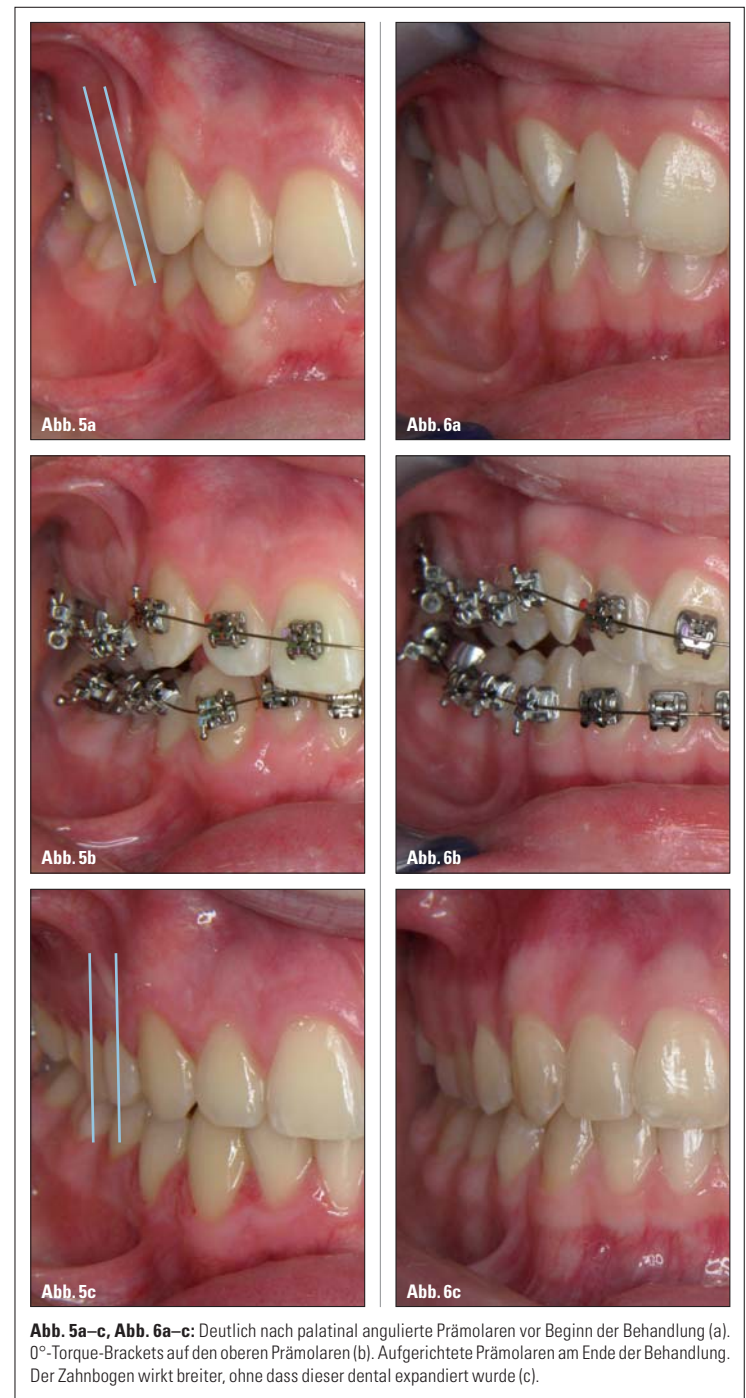 Abb. 5a
Abb. 6a
Abb. 5b
Abb. 6b
Abb. 5c
Abb. 6c
Abb. 5a–c, Abb. 6a–c: Deutlich nach palatinal angulierte Prämolaren vor Beginn der Behandlung (a).
0°-Torque-Brackets auf den oberen Prämolaren (b). Aufgerichtete Prämolaren am Ende der Behandlung.
Der Zahnbogen wirkt breiter, ohne dass dieser dental expandiert wurde (c).